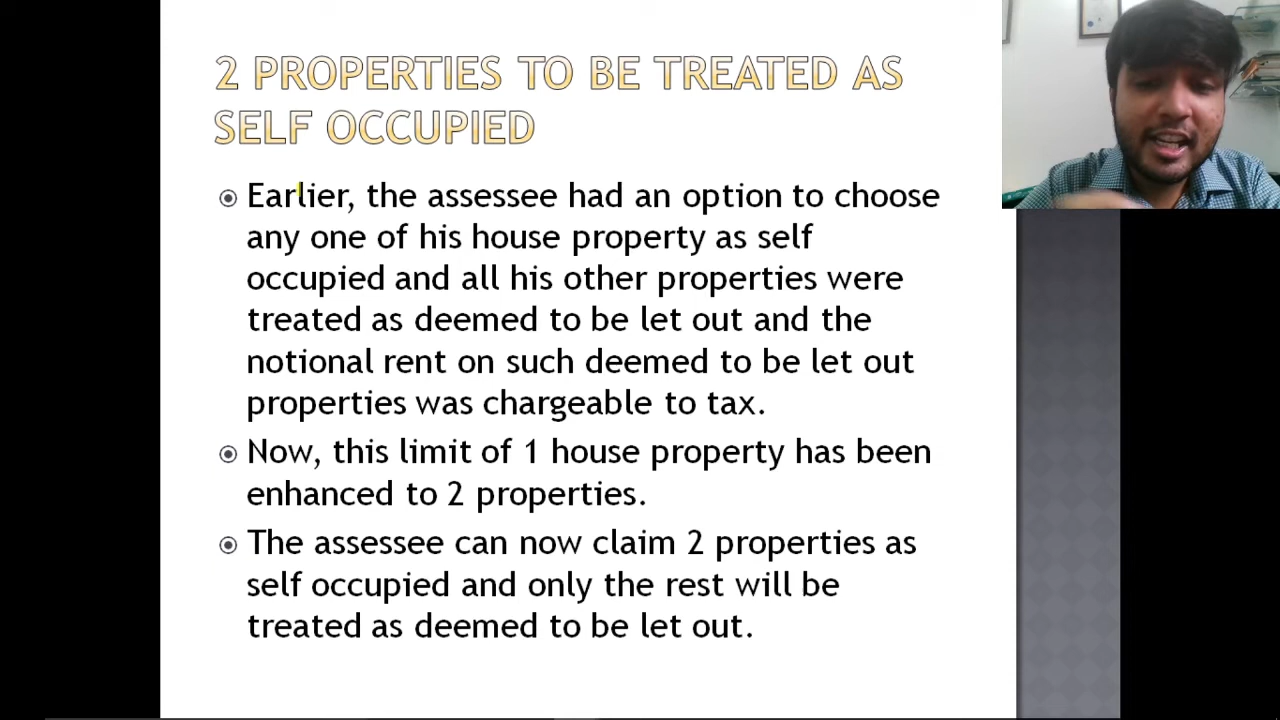 2 PROPERTIES TO BE TREATED AS
SELF OCCUPIED
Earlier, the assessee had an option to choose
any one of his house property as self
occupied and all his other properties were
treated as deemed to be let out and the
notional rent on such deemed to be let out
properties was chargeable to tax.
Now, this limit of 1 house property has been
enhanced to 2 properties.
The assessee can now claim 2 properties as
self occupied and only the rest will be
treated as deemed to be let out.